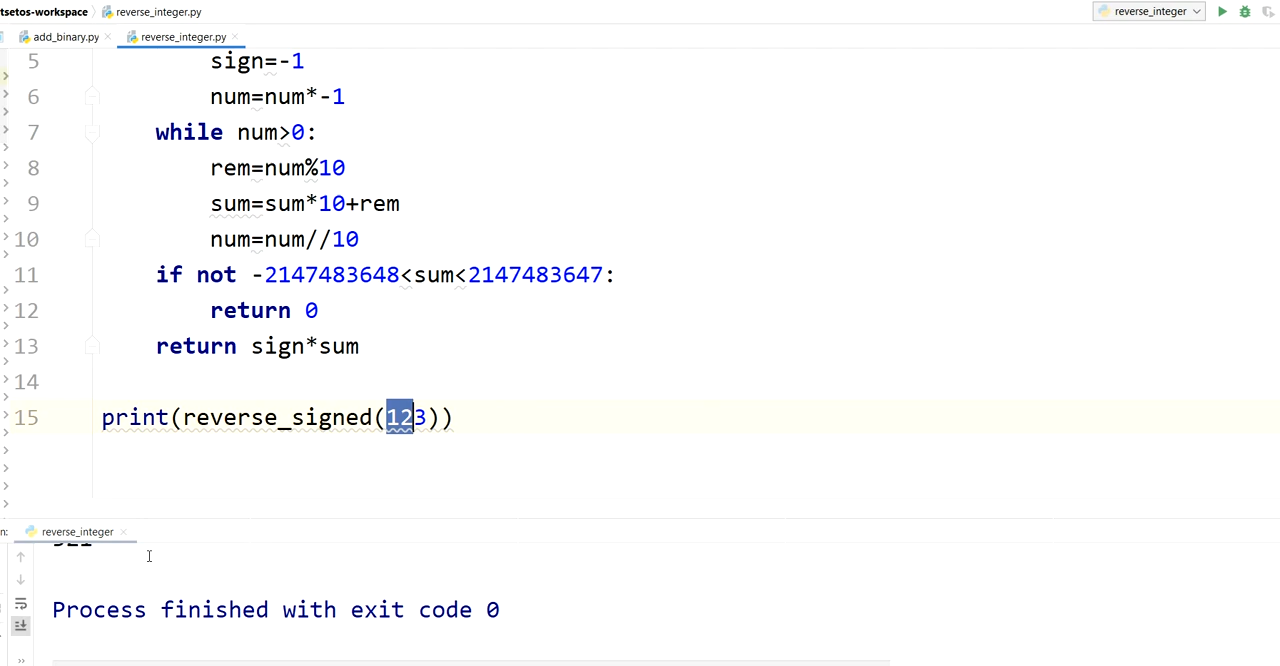 tsetos-workspace reverse_integer.py reverse_integer
add_binary.py reverse_integer.py
5 sign=-1
6 num=num*-1
7 while num>0:
8 rem=num%10
9 sum=sum*10+rem
10 num=num//10
11 if not -2147483648<sum<2147483647:
12 return 0
13 return sign*sum
14
15 print(reverse_signed(123))
n: reverse_integer
321
Process finished with exit code 0